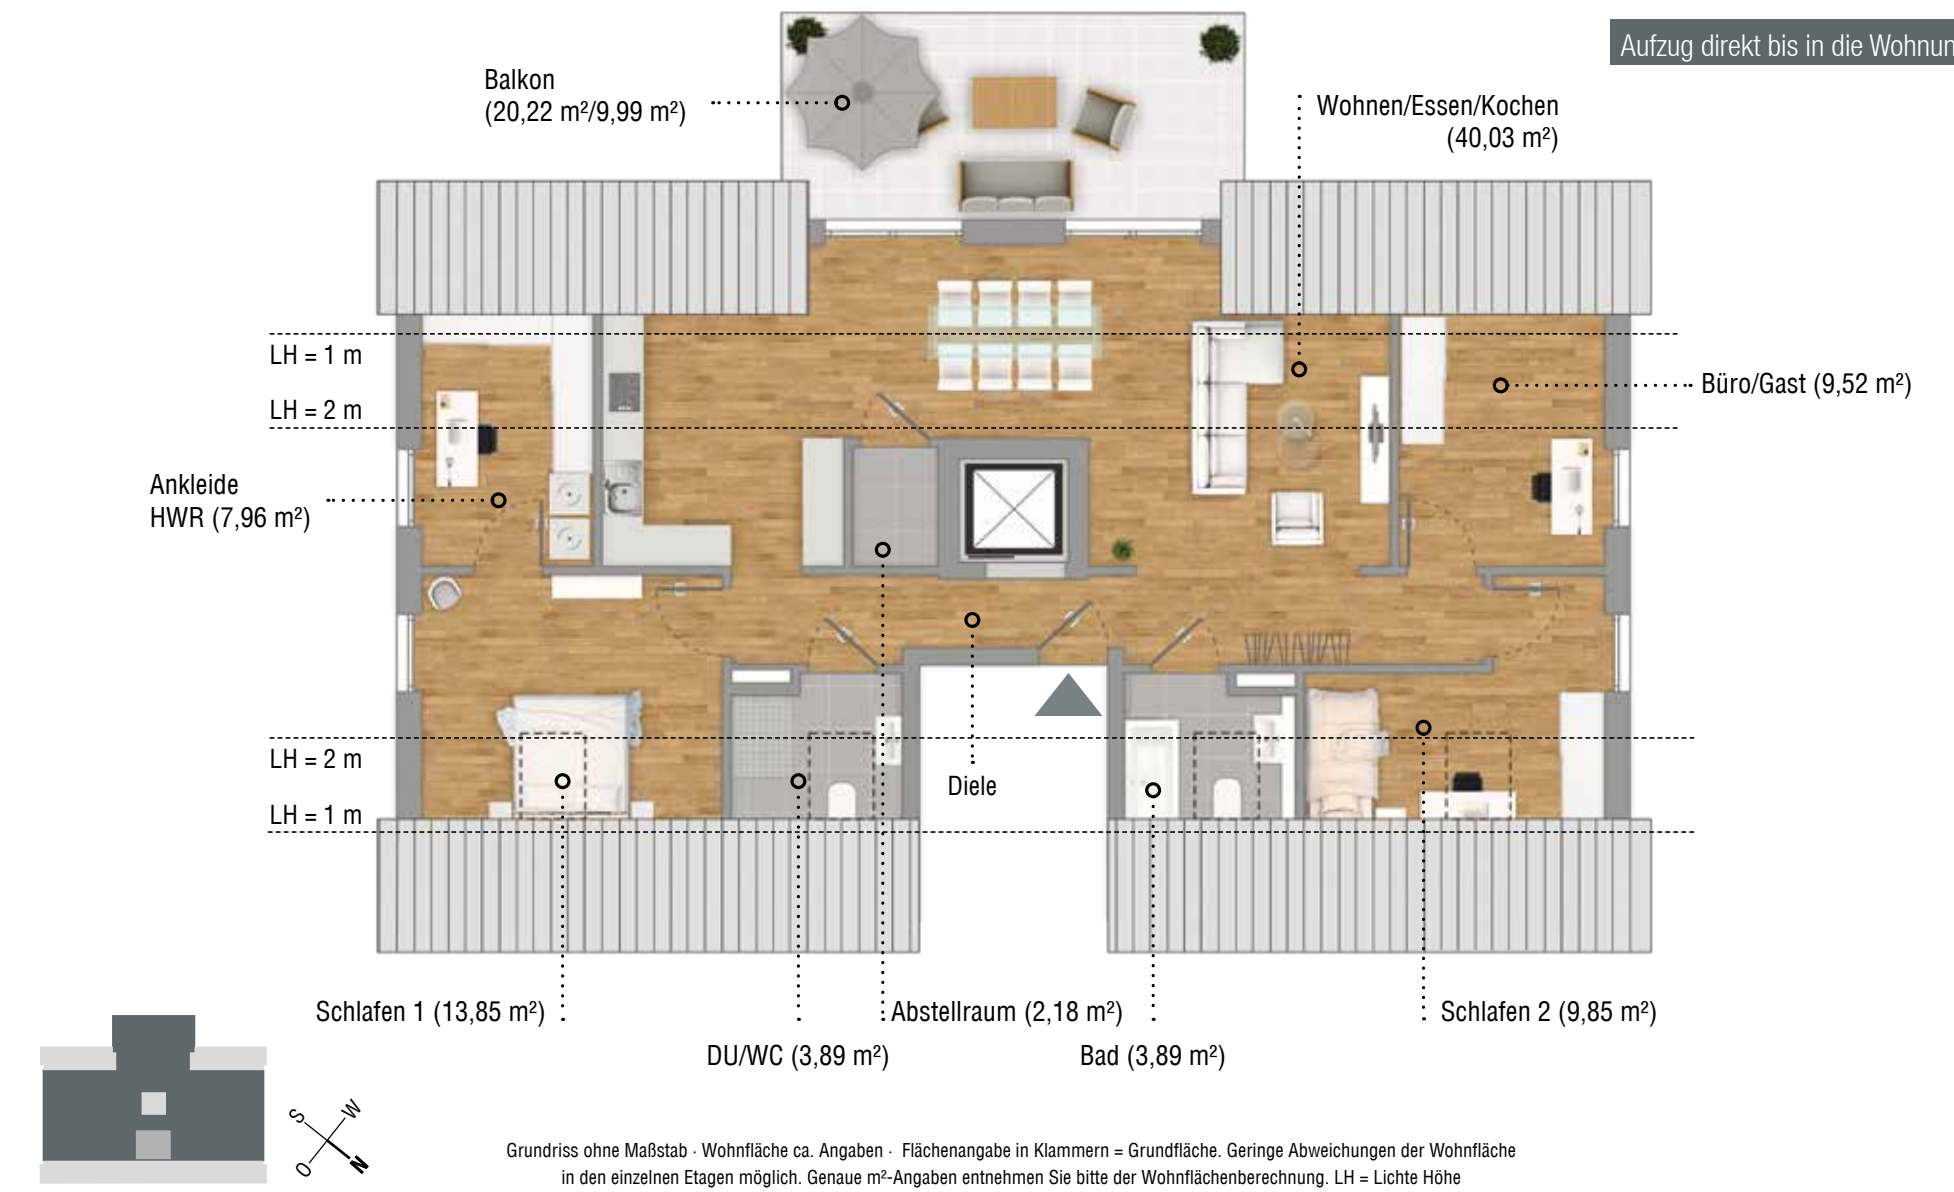 Aufzug direkt bis in die Wohnun
Balkon
(20,22 m²/9,99 m²)
Wohnen/Essen/Kochen
(40,03 m²)
LH = 1 m
LH = 2 m
Büro/Gast (9,52 m²)
Ankleide
HWR (7,96 m²)
LH = 2 m
LH = 1 m
Diele
Schlafen 1 (13,85 m²)
Abstellraum (2,18 m²)
Schlafen 2 (9,85 m²)
DU/WC (3,89 m²)
Bad (3,89 m²)
S
W
O
N
Grundriss ohne Maßstab · Wohnfläche ca. Angaben · Flächenangabe in Klammern = Grundfläche. Geringe Abweichungen der Wohnfläche
in den einzelnen Etagen möglich. Genaue m²-Angaben entnehmen Sie bitte der Wohnflächenberechnung. LH = Lichte Höhe